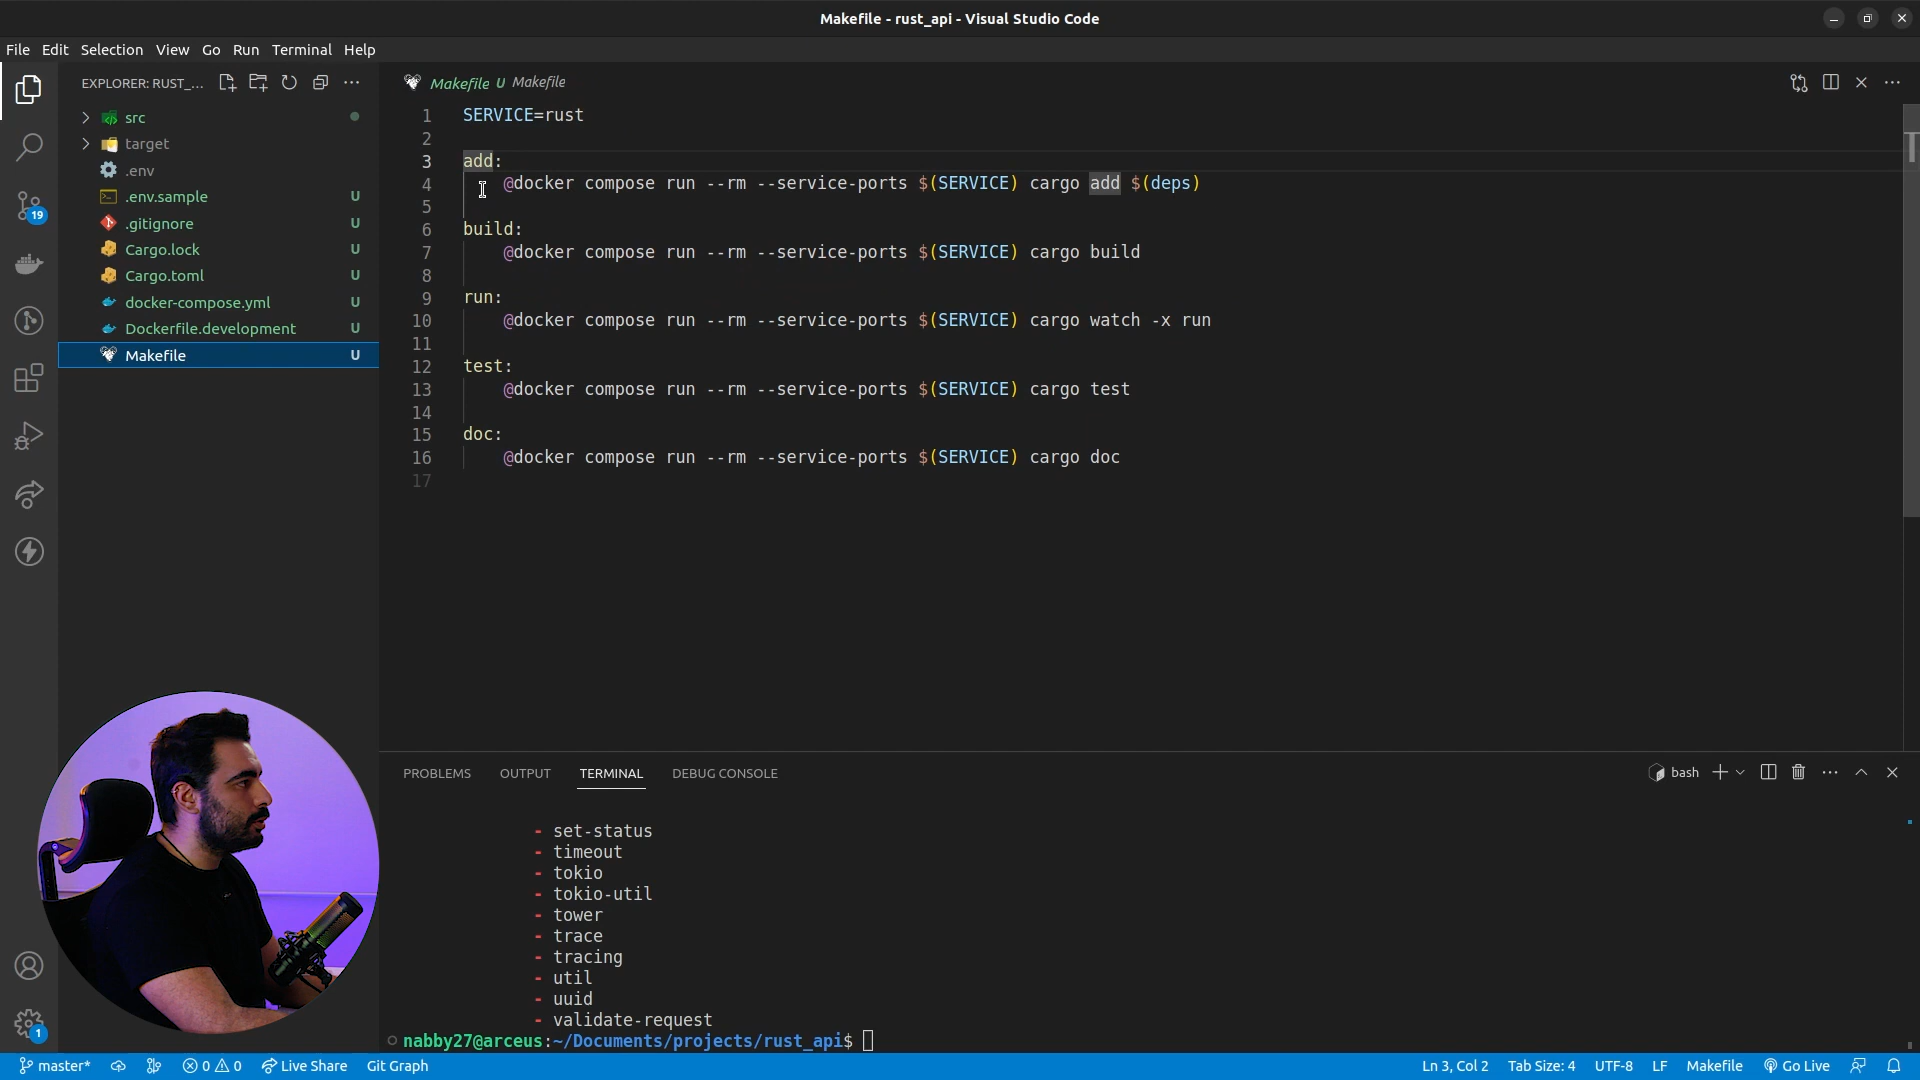 Makefile - rust_api - Visual Studio Code
File Edit Selection View Go Run Terminal Help
EXPLORER: RUST_...
Makefile U Makefile
src
target
.env
.env.sample U
.gitignore U
Cargo.lock U
Cargo.toml U
docker-compose.yml U
Dockerfile.development U
Makefile U
19
1
1 SERVICE=rust
2
3 add:
4 @docker compose run --rm --service-ports $(SERVICE) cargo add $(deps)
5
6 build:
7 @docker compose run --rm --service-ports $(SERVICE) cargo build
8
9 run:
10 @docker compose run --rm --service-ports $(SERVICE) cargo watch -x run
11
12 test:
13 @docker compose run --rm --service-ports $(SERVICE) cargo test
14
15 doc:
16 @docker compose run --rm --service-ports $(SERVICE) cargo doc
17
PROBLEMS OUTPUT TERMINAL DEBUG CONSOLE
bash
- set-status
- timeout
- tokio
- tokio-util
- tower
- trace
- tracing
- util
- uuid
- validate-request
nabby27@arceus:~/Documents/projects/rust_api$
master* 0 0 Live Share Git Graph
Ln 3, Col 2 Tab Size: 4 UTF-8 LF Makefile Go Live